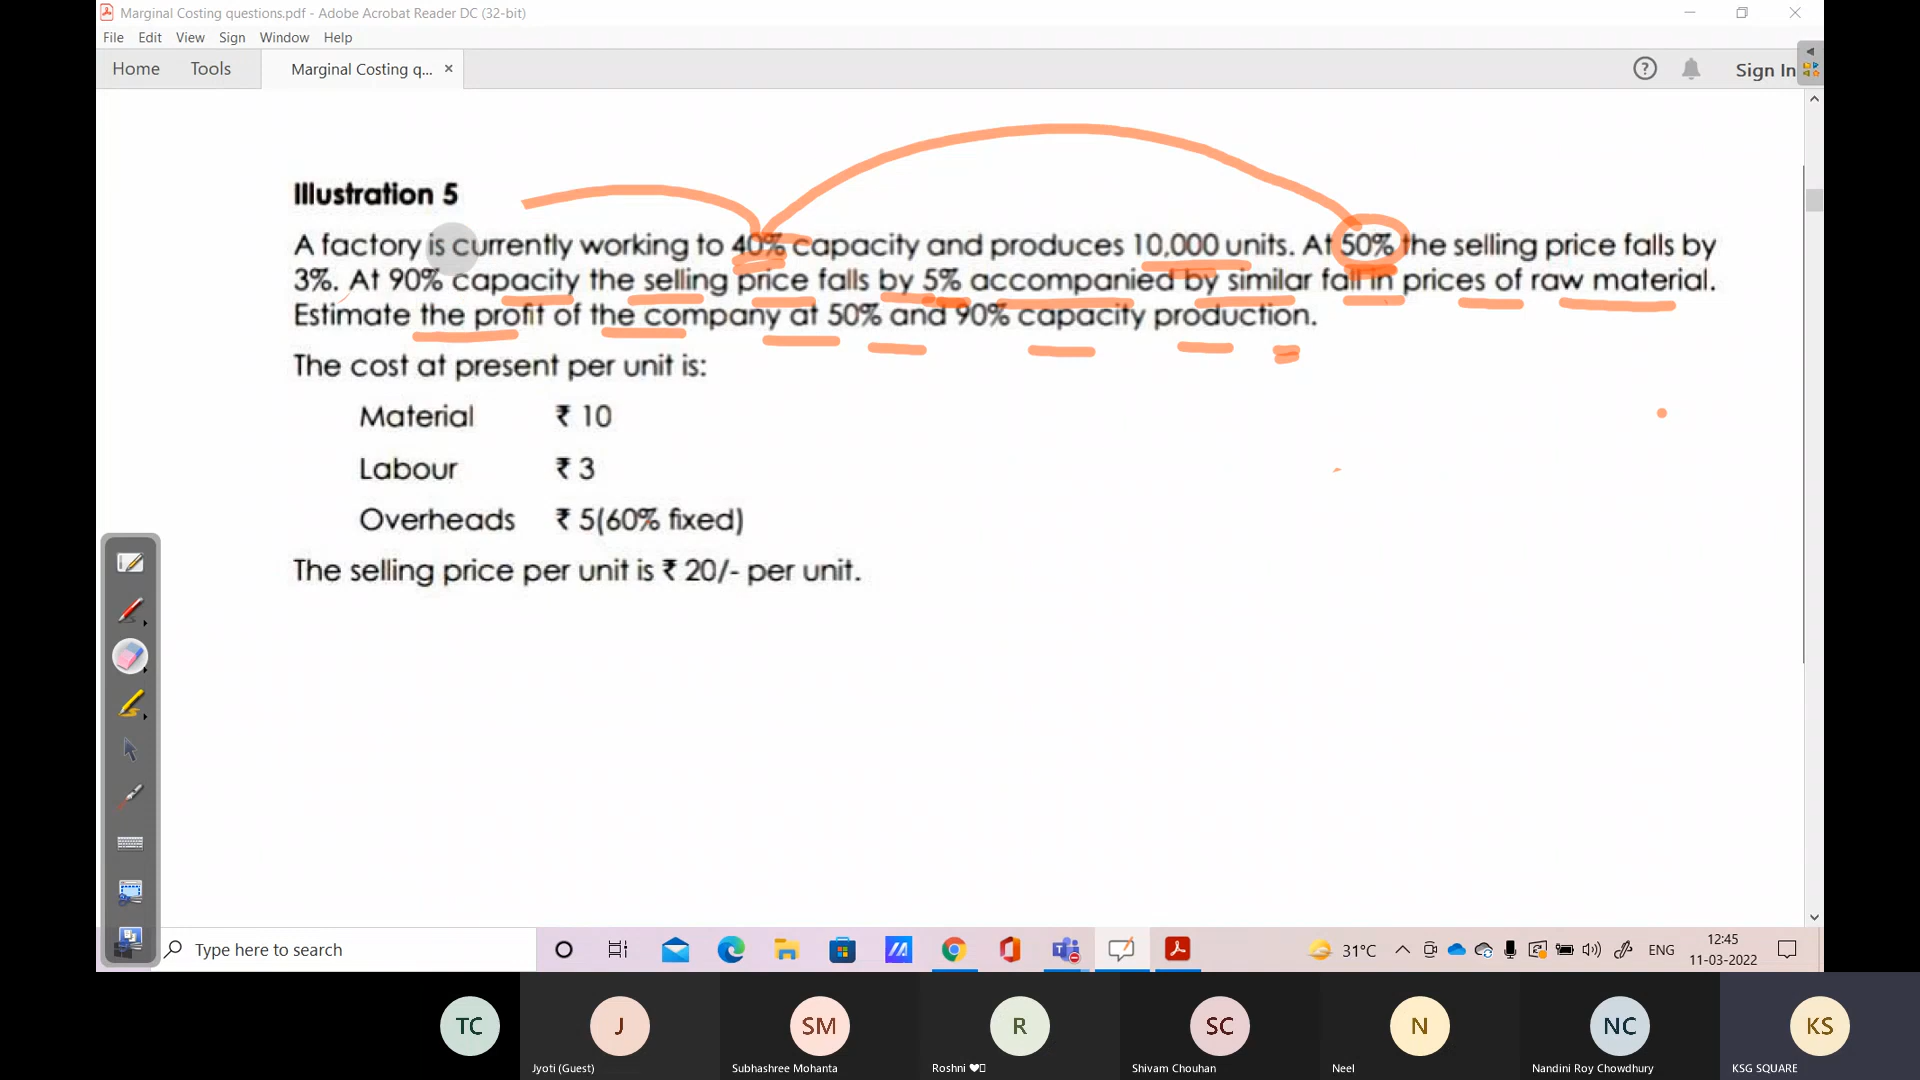 Marginal Costing questions.pdf - Adobe Acrobat Reader DC (32-bit)
File Edit View Sign Window Help
Home Tools Marginal Costing q... × Sign In
Illustration 5
A factory is currently working to 40% capacity and produces 10,000 units. At 50% the selling price falls by
3%. At 90% capacity the selling price falls by 5% accompanied by similar fall in prices of raw material.
Estimate the profit of the company at 50% and 90% capacity production.
The cost at present per unit is:
Material ₹ 10
Labour ₹ 3
Overheads ₹ 5(60% fixed)
The selling price per unit is ₹ 20/- per unit.
Type here to search 31°C ENG 12:45
11-03-2022
TC J SM R SC N NC KS
Jyoti (Guest) Subhashree Mohanta Roshni ❤️ Shivam Chouhan Neel Nandini Roy Chowdhury KSG SQUARE